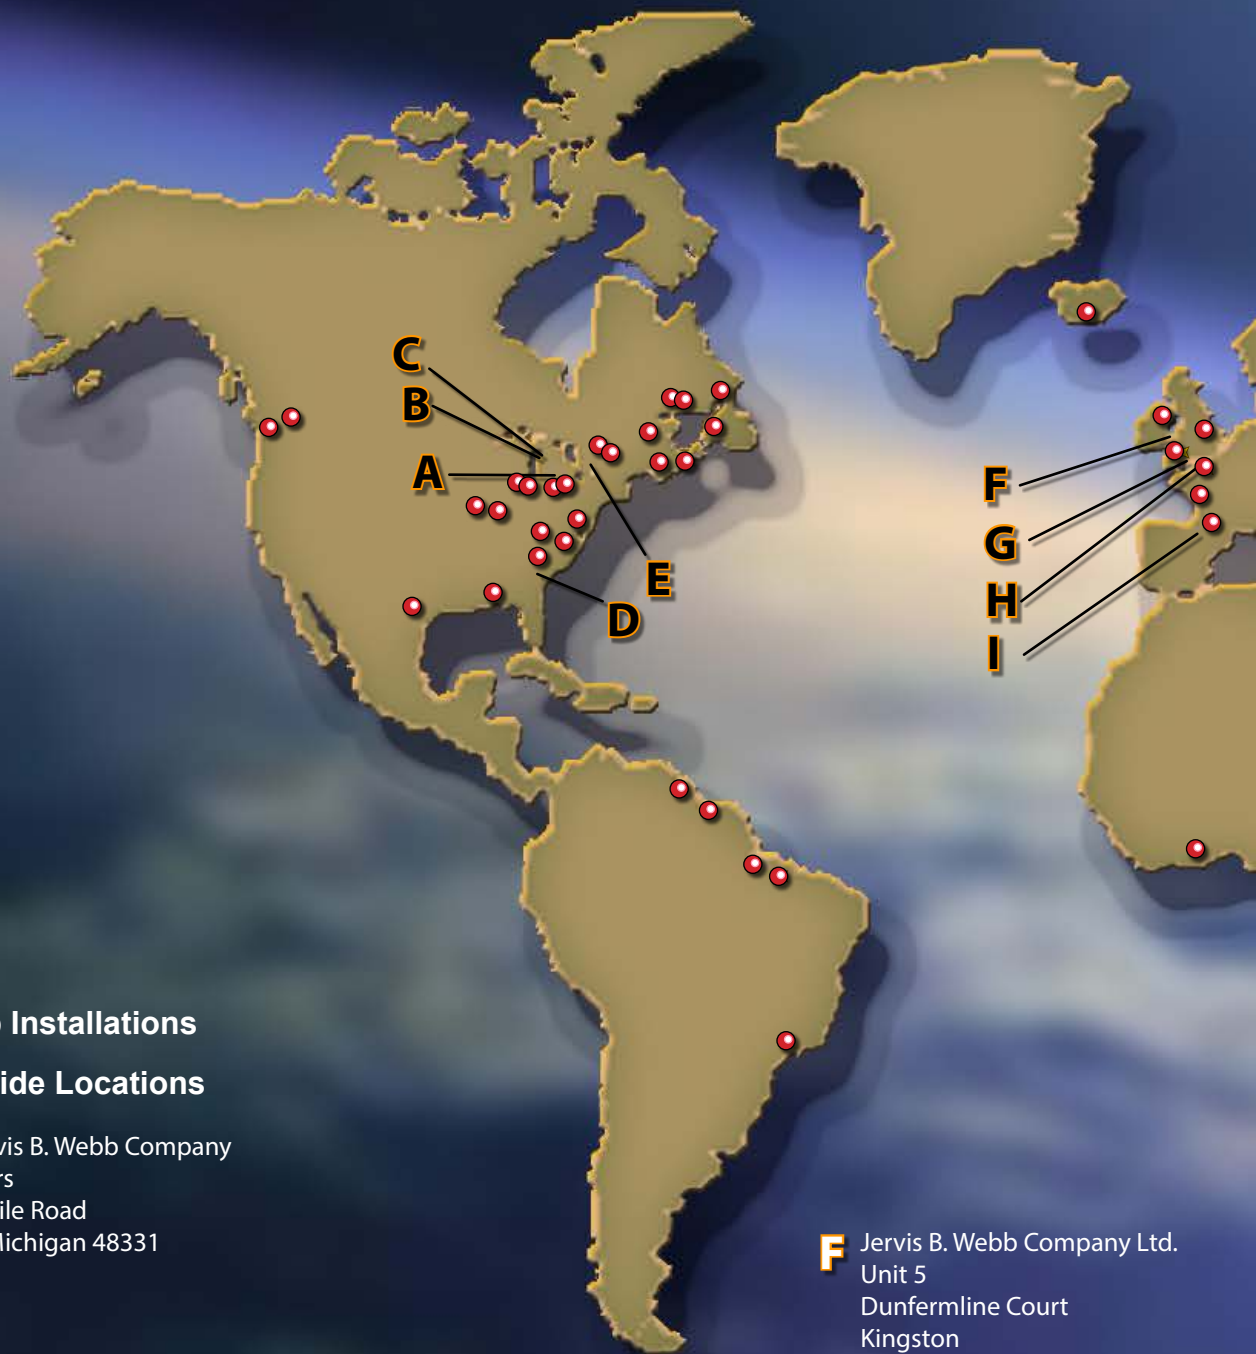 C
B
A
E
D
F
G
H
I
Installations
ide Locations
vis B. Webb Company
rs
ile Road
Michigan 48331
F Jervis B. Webb Company Ltd.
Unit 5
Dunfermline Court
Kingston